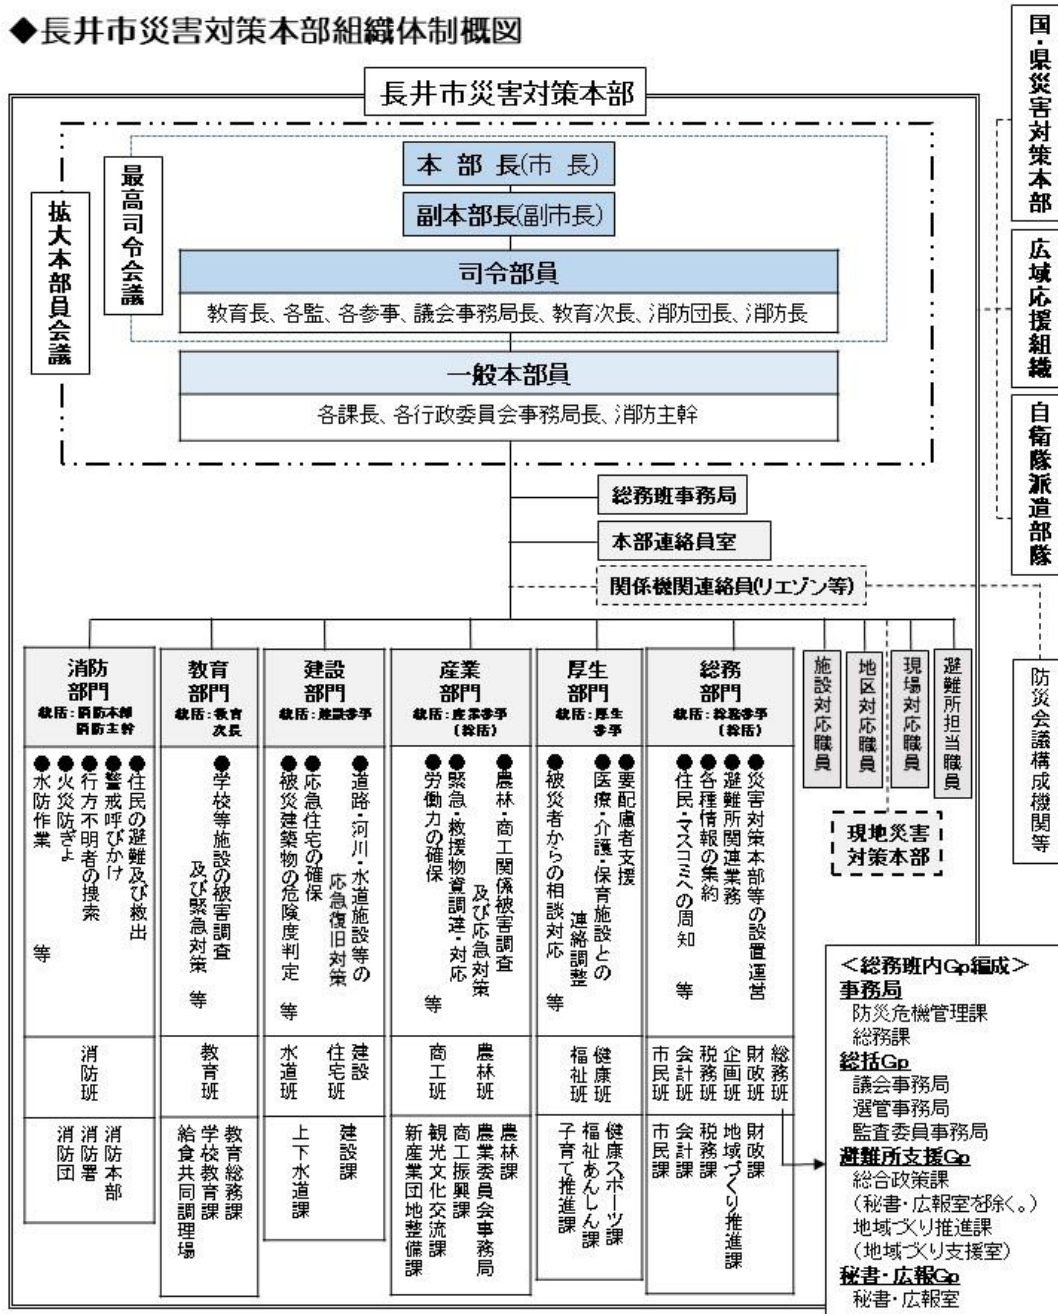 ◆長井市災害対策本部組織体制概図
長井市災害対策本部
拡大本部員会議
最高司令会議
本 部 長(市 長)
副本部長(副市長)
司令部員
教育長、各監、各参事、議会事務局長、教育次長、消防団長、消防長
一般本部員
各課長、各行政委員会事務局長、消防主幹
国・県災害対策本部
広域応援組織
自衛隊派遣部隊
総務班事務局
本部連絡員室
関係機関連絡員(リエゾン等)
防災会議構成機関等
消防
部門
統括:消防本部
消防主幹
●住民の避難及び救出
●警戒呼びかけ
●行方不明者の捜索
●火災防ぎょ
●水防作業 等
消防班
消防本部
消防署
消防団
教育
部門
統括:教育
次長
●学校等施設の被害調査
及び緊急対策 等
教育班
教育総務課
学校教育課
給食共同調理場
建設
部門
統括:建設参事
●道路・河川・水道施設等の
応急復旧対策
●応急住宅の確保
●被災建築物の危険度判定 等
建設
住宅班
水道班
建設課
上下水道課
産業
部門
統括:産業参事
(総括)
●農林・商工関係被害調査
及び応急対策
●緊急・救援物資調達・対応
●労働力の確保 等
農林班
商工班
農林課
農業委員会事務局
商工振興課
観光文化交流課
新産業団地整備課
厚生
部門
統括:厚生
参事
●要配慮者支援
●医療・介護・保育施設との
連絡調整
●被災者からの相談対応 等
健康班
福祉班
健康スポーツ課
福祉あんしん課
子育て推進課
総務
部門
統括:総務参事
(総括)
●災害対策本部等の設置運営
●避難所関連業務
●各種情報の集約
●住民・マスコミへの周知 等
総務班
財政班
企画班
税務班
会計班
市民班
財政課
地域づくり推進課
税務課
会計課
市民課
施設対応職員
地区対応職員
現場対応職員
避難所担当職員
現地災害
対策本部
<総務班内Gp編成>
事務局
防災危機管理課
総務課
総括Gp
議会事務局
選管事務局
監査委員事務局
避難所支援Gp
総合政策課
(秘書・広報室を除く。)
地域づくり推進課
(地域づくり支援室)
秘書・広報Gp
秘書・広報室